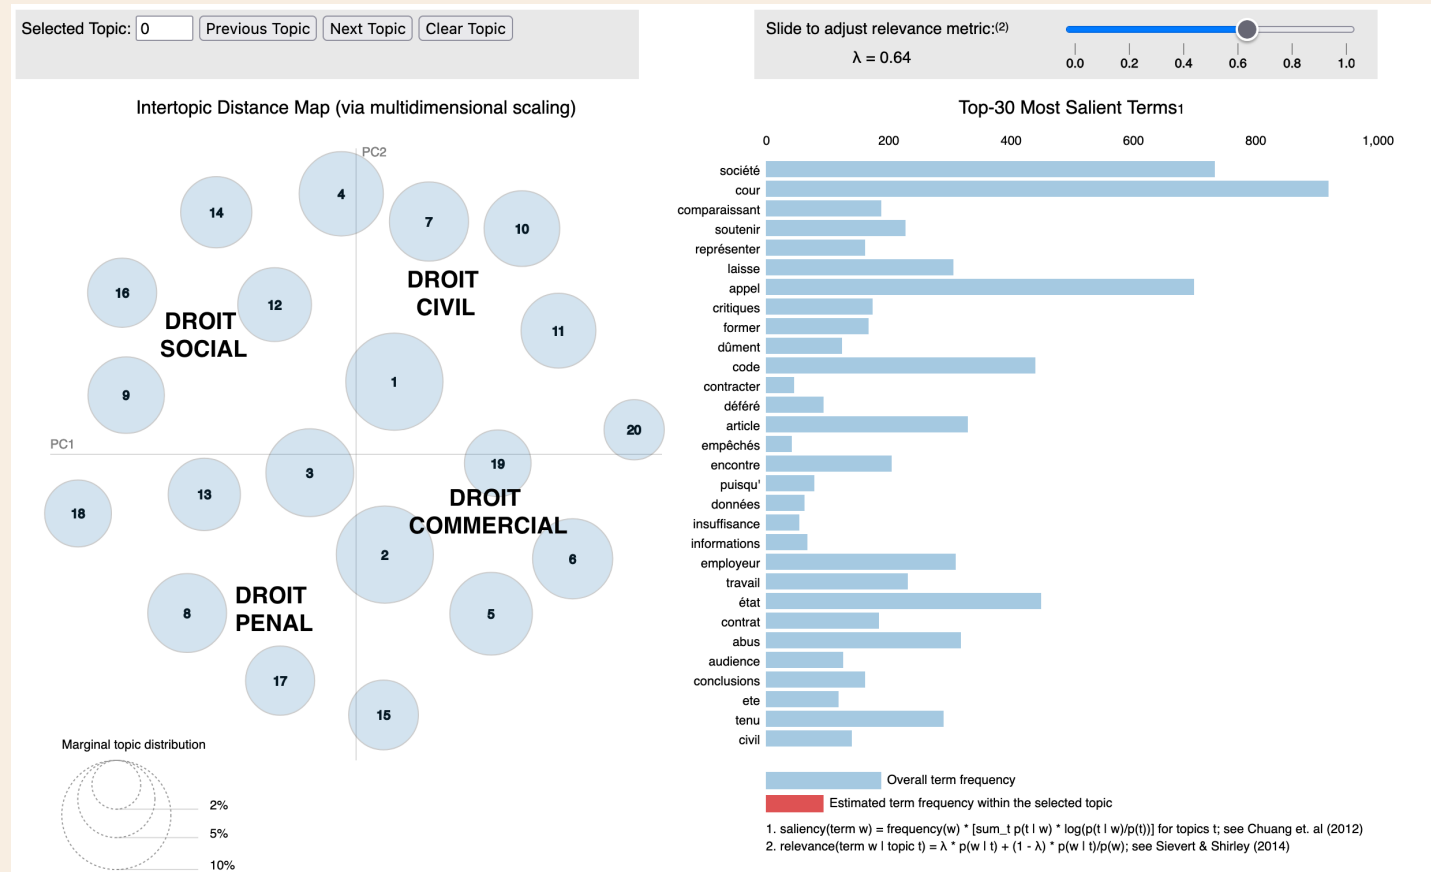 Selected Topic: 0 Previous Topic Next Topic Clear Topic
Slide to adjust relevance metric:(2)
λ = 0.64
0.0 0.2 0.4 0.6 0.8 1.0
Intertopic Distance Map (via multidimensional scaling)
PC2
PC1
4
14
7
10
16
12
DROIT
CIVIL
DROIT
SOCIAL
11
1
9
20
3
19
13
18
DROIT
COMMERCIAL
2
6
8
DROIT
PENAL
5
17
15
Marginal topic distribution
2%
5%
10%
Top-30 Most Salient Terms1
0 200 400 600 800 1,000
société
cour
comparaissant
soutenir
représenter
laisse
appel
critiques
former
dûment
code
contracter
déféré
article
empêchés
encontre
puisqu'
données
insuffisance
informations
employeur
travail
état
contrat
abus
audience
conclusions
ete
tenu
civil
Overall term frequency
Estimated term frequency within the selected topic
1. saliency(term w) = frequency(w) * [sum_t p(t | w) * log(p(t | w)/p(t))] for topics t; see Chuang et. al (2012)
2. relevance(term w | topic t) = λ * p(w | t) + (1 - λ) * p(w | t)/p(w); see Sievert & Shirley (2014)